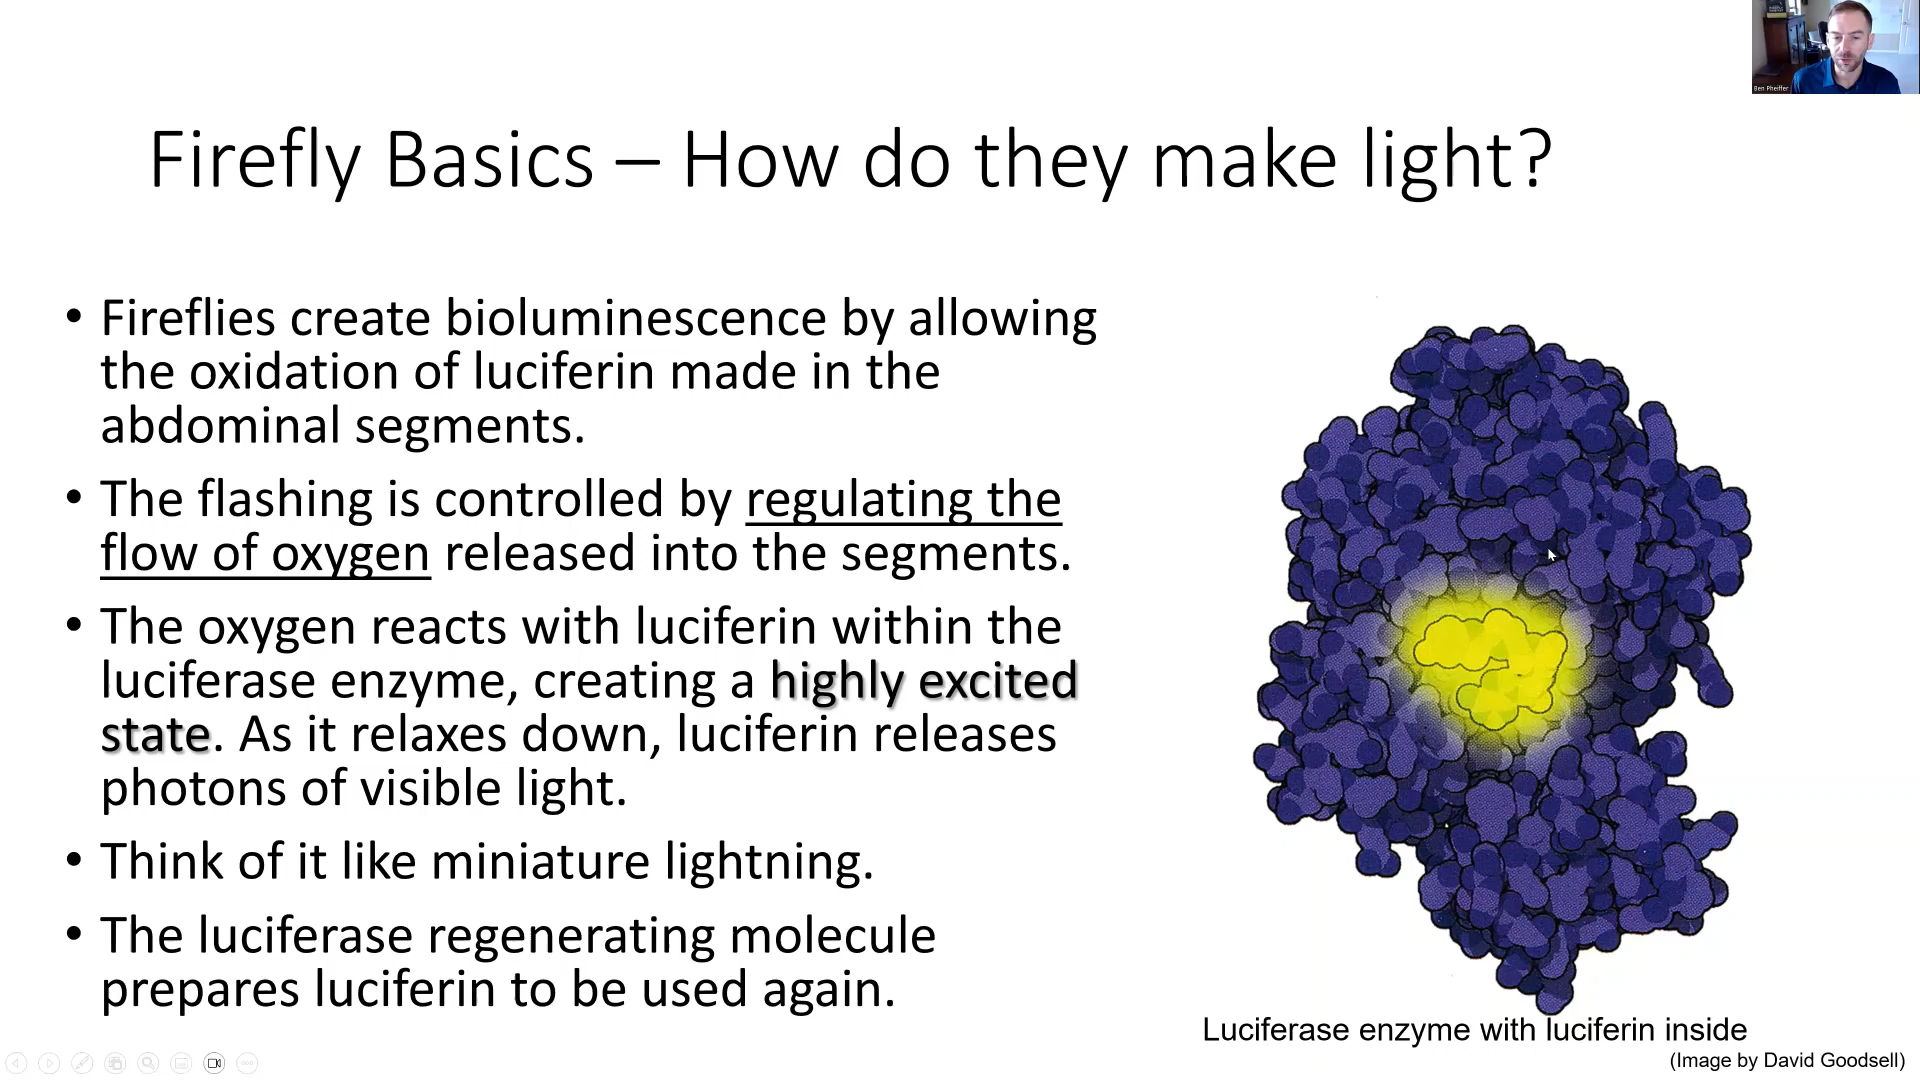 Ben Pheiffer
Firefly Basics – How do they make light?
• Fireflies create bioluminescence by allowing
the oxidation of luciferin made in the
abdominal segments.
• The flashing is controlled by regulating the
flow of oxygen released into the segments.
• The oxygen reacts with luciferin within the
luciferase enzyme, creating a highly excited
state. As it relaxes down, luciferin releases
photons of visible light.
• Think of it like miniature lightning.
• The luciferase regenerating molecule
prepares luciferin to be used again.
Luciferase enzyme with luciferin inside
(Image by David Goodsell)